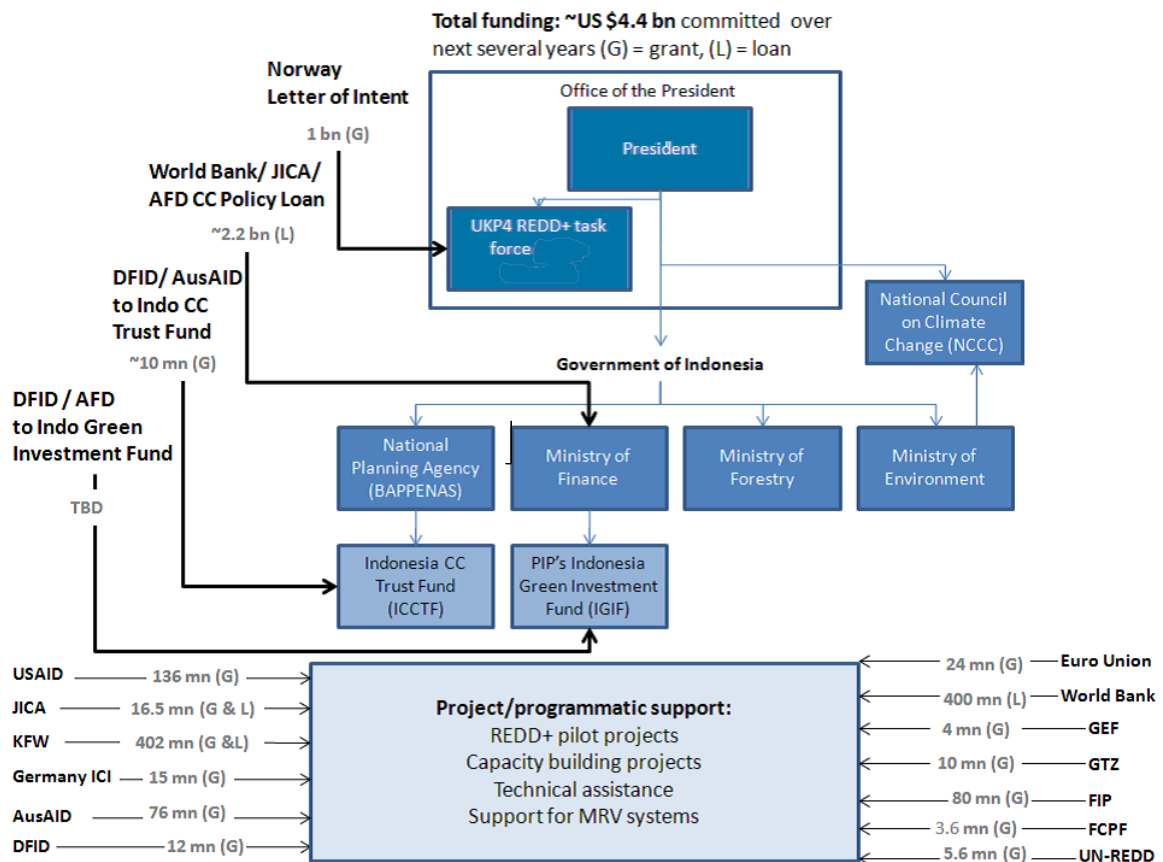 Total funding: ~US $4.4 bn committed over
next several years (G) = grant, (L) = loan
Norway
Letter of Intent
1 bn (G)
Office of the President
President
World Bank/ JICA/
AFD CC Policy Loan
~2.2 bn (L)
UKP4 REDD+ task
force
DFID/ AusAID
to Indo CC
Trust Fund
~10 mn (G)
National Council
on Climate
Change (NCCC)
Government of Indonesia
DFID / AFD
to Indo Green
Investment Fund
TBD
National
Planning Agency
(BAPPENAS)
Ministry of
Finance
Ministry of
Forestry
Ministry of
Environment
Indonesia CC
Trust Fund
(ICCTF)
PIP's Indonesia
Green Investment
Fund (IGIF)
USAID 136 mn (G)
JICA 16.5 mn (G & L)
KFW 402 mn (G &L)
Germany ICI 15 mn (G)
AusAID 76 mn (G)
DFID 12 mn (G)
Project/programmatic support:
REDD+ pilot projects
Capacity building projects
Technical assistance
Support for MRV systems
24 mn (G) Euro Union
400 mn (L) World Bank
4 mn (G) GEF
10 mn (G) GTZ
80 mn (G) FIP
3.6 mn (G) FCPF
5.6 mn (G) UN-REDD